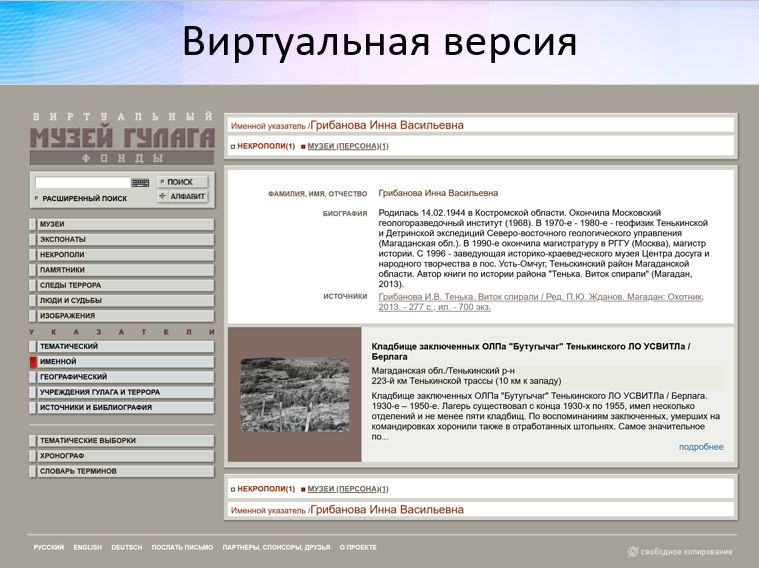 Виртуальная версия
ВИРТУАЛЬНЫЙ
МУЗЕЙ ГУЛАГА
ФОНДЫ
ПОИСК
РАСШИРЕННЫЙ ПОИСК
АЛФАВИТ
МУЗЕИ
ЭКСПОНАТЫ
НЕКРОПОЛИ
ПАМЯТНИКИ
СЛЕДЫ ТЕРРОРА
ЛЮДИ И СУДЬБЫ
ИЗОБРАЖЕНИЯ
УКАЗАТЕЛИ
ТЕМАТИЧЕСКИЙ
ИМЕННОЙ
ГЕОГРАФИЧЕСКИЙ
УЧРЕЖДЕНИЯ ГУЛАГА И ТЕРРОРА
ИСТОЧНИКИ И БИБЛИОГРАФИЯ
ТЕМАТИЧЕСКИЕ ВЫБОРКИ
ХРОНОГРАФ
СЛОВАРЬ ТЕРМИНОВ
Именной указатель /Грибанова Инна Васильевна
НЕКРОПОЛИ(1) МУЗЕИ (ПЕРСОНА)(1)
ФАМИЛИЯ, ИМЯ, ОТЧЕСТВО Грибанова Инна Васильевна
БИОГРАФИЯ Родилась 14.02.1944 в Костромской области. Окончила Московский
геологоразведочный институт (1968). В 1970-е - 1980-е - геофизик Тенькинской
и Детринской экспедиций Северо-восточного геологического управления
(Магаданская обл.). В 1990-е окончила магистратуру в РГГУ (Москва), магистр
истории. С 1996 - заведующая историко-краеведческого музея Центра досуга и
народного творчества в пос. Усть-Омчуг, Теньскинский район Магаданской
области. Автор книги по истории района "Тенька. Виток спирали" (Магадан,
2013).
ИСТОЧНИКИ Грибанова И.В. Тенька. Виток спирали / Ред. П.Ю. Жданов. Магадан: Охотник,
2013. - 277 с., ил. - 700 экз.
Кладбище заключенных ОЛПа "Бутугычаг" Тенькинского ЛО УСВИТЛа /
Берлага
Магаданская обл./Тенькинский р-н
223-й км Тенькинской трассы (10 км к западу)
Кладбище заключенных ОЛПа "Бутугычаг" Тенькинского ЛО УСВИТЛа / Берлага.
1930-е – 1950-е. Лагерь существовал с конца 1930-х по 1955, имел несколько
отделений и не менее пяти кладбищ. По воспоминаниям заключенных, умерших на
командировках хоронили также в отработанных штольнях. Самое значительное
по...
подробнее
НЕКРОПОЛИ(1) МУЗЕИ (ПЕРСОНА)(1)
Именной указатель /Грибанова Инна Васильевна
РУССКИЙ ENGLISH DEUTSCH ПОСЛАТЬ ПИСЬМО ПАРТНЕРЫ, СПОНСОРЫ, ДРУЗЬЯ О ПРОЕКТЕ
свободное копирование